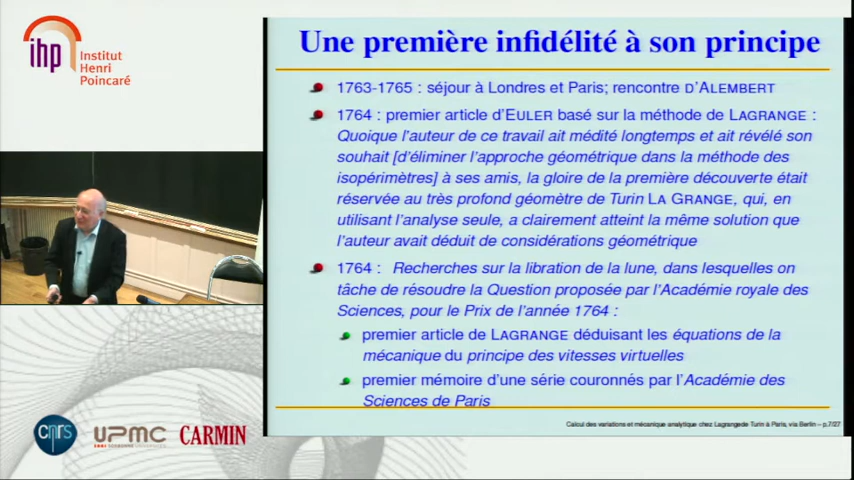 ihp
Institut
Henri
Poincaré
Une première infidélité à son principe
1763-1765 : séjour à Londres et Paris; rencontre D'ALEMBERT
1764 : premier article d'EULER basé sur la méthode de LAGRANGE :
Quoique l'auteur de ce travail ait médité longtemps et ait révélé son
souhait [d'éliminer l'approche géométrique dans la méthode des
isopérimètres] à ses amis, la gloire de la première découverte était
réservée au très profond géomètre de Turin LA GRANGE, qui, en
utilisant l'analyse seule, a clairement atteint la même solution que
l'auteur avait déduit de considérations géométrique
1764 : Recherches sur la libration de la lune, dans lesquelles on
tâche de résoudre la Question proposée par l'Académie royale des
Sciences, pour le Prix de l'année 1764 :
premier article de LAGRANGE déduisant les équations de la
mécanique du principe des vitesses virtuelles
premier mémoire d'une série couronnés par l'Académie des
Sciences de Paris
Calcul des variations et mécanique analytique chez Lagrangede Turin à Paris, via Berlin – p.7/27
cnrs
UPMC
CARMIN